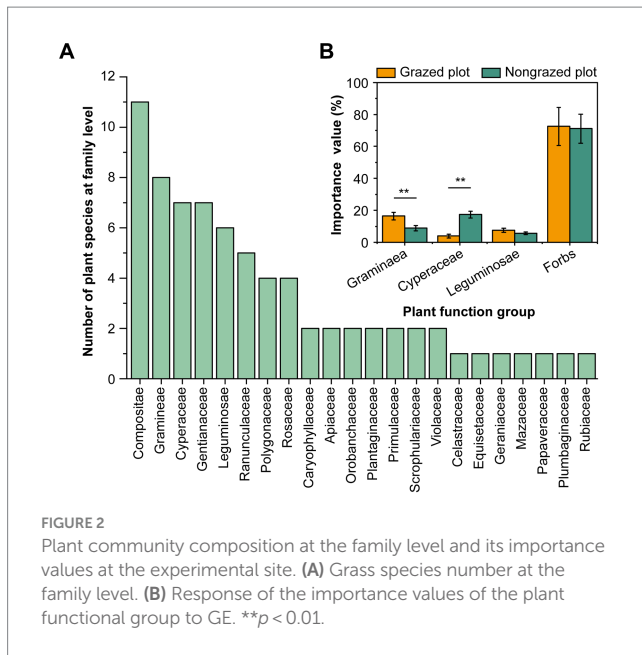 A
Number of plant species at family level
12
10
8
6
4
2
0
Compositae
Gramineae
Cyperaceae
Gentianaceae
Leguminosae
Ranunculaceae
Polygonaceae
Rosaceae
Caryophyllaceae
Apiaceae
Orobanchaceae
Plantaginaceae
Primulaceae
Scrophulariaceae
Violaceae
Celastraceae
Equisetaceae
Geraniaceae
Mazaceae
Papaveraceae
Plumbaginaceae
Rubiaceae
B
Grazed plot Nongrazed plot
Importance value (%)
100
80
60
40
20
0
**
**
Graminaea
Cyperaceae
Leguminosae
Forbs
Plant function group
FIGURE 2
Plant community composition at the family level and its importance
values at the experimental site. (A) Grass species number at the
family level. (B) Response of the importance values of the plant
functional group to GE. **p < 0.01.